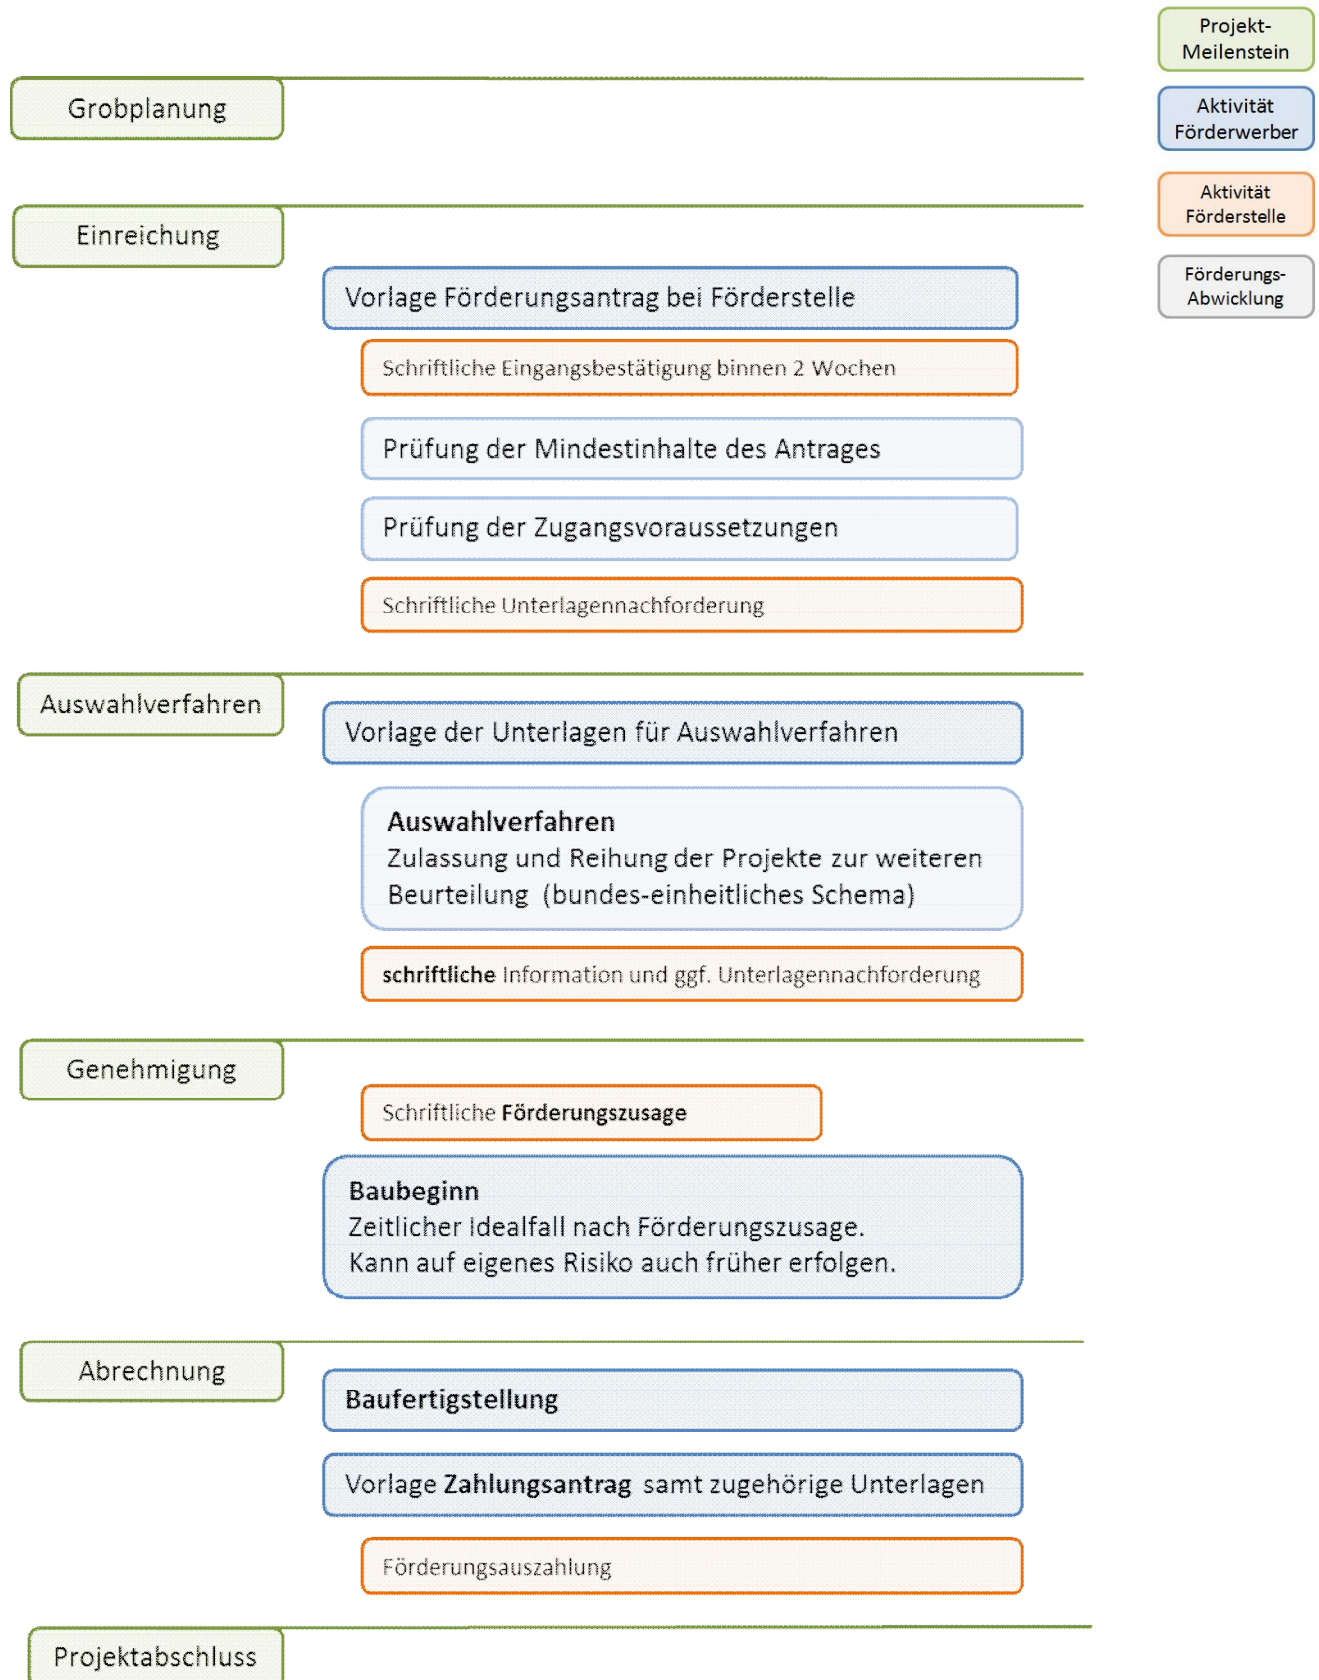 Projekt-
Meilenstein
Aktivität
Förderwerber
Aktivität
Förderstelle
Förderungs-
Abwicklung
Grobplanung
Einreichung
Vorlage Förderungsantrag bei Förderstelle
Schriftliche Eingangsbestätigung binnen 2 Wochen
Prüfung der Mindestinhalte des Antrages
Prüfung der Zugangsvoraussetzungen
Schriftliche Unterlagennachforderung
Auswahlverfahren
Vorlage der Unterlagen für Auswahlverfahren
Auswahlverfahren
Zulassung und Reihung der Projekte zur weiteren
Beurteilung (bundes-einheitliches Schema)
schriftliche Information und ggf. Unterlagennachforderung
Genehmigung
Schriftliche Förderungszusage
Baubeginn
Zeitlicher Idealfall nach Förderungszusage.
Kann auf eigenes Risiko auch früher erfolgen.
Abrechnung
Baufertigstellung
Vorlage Zahlungsantrag samt zugehörige Unterlagen
Förderungsauszahlung
Projektabschluss